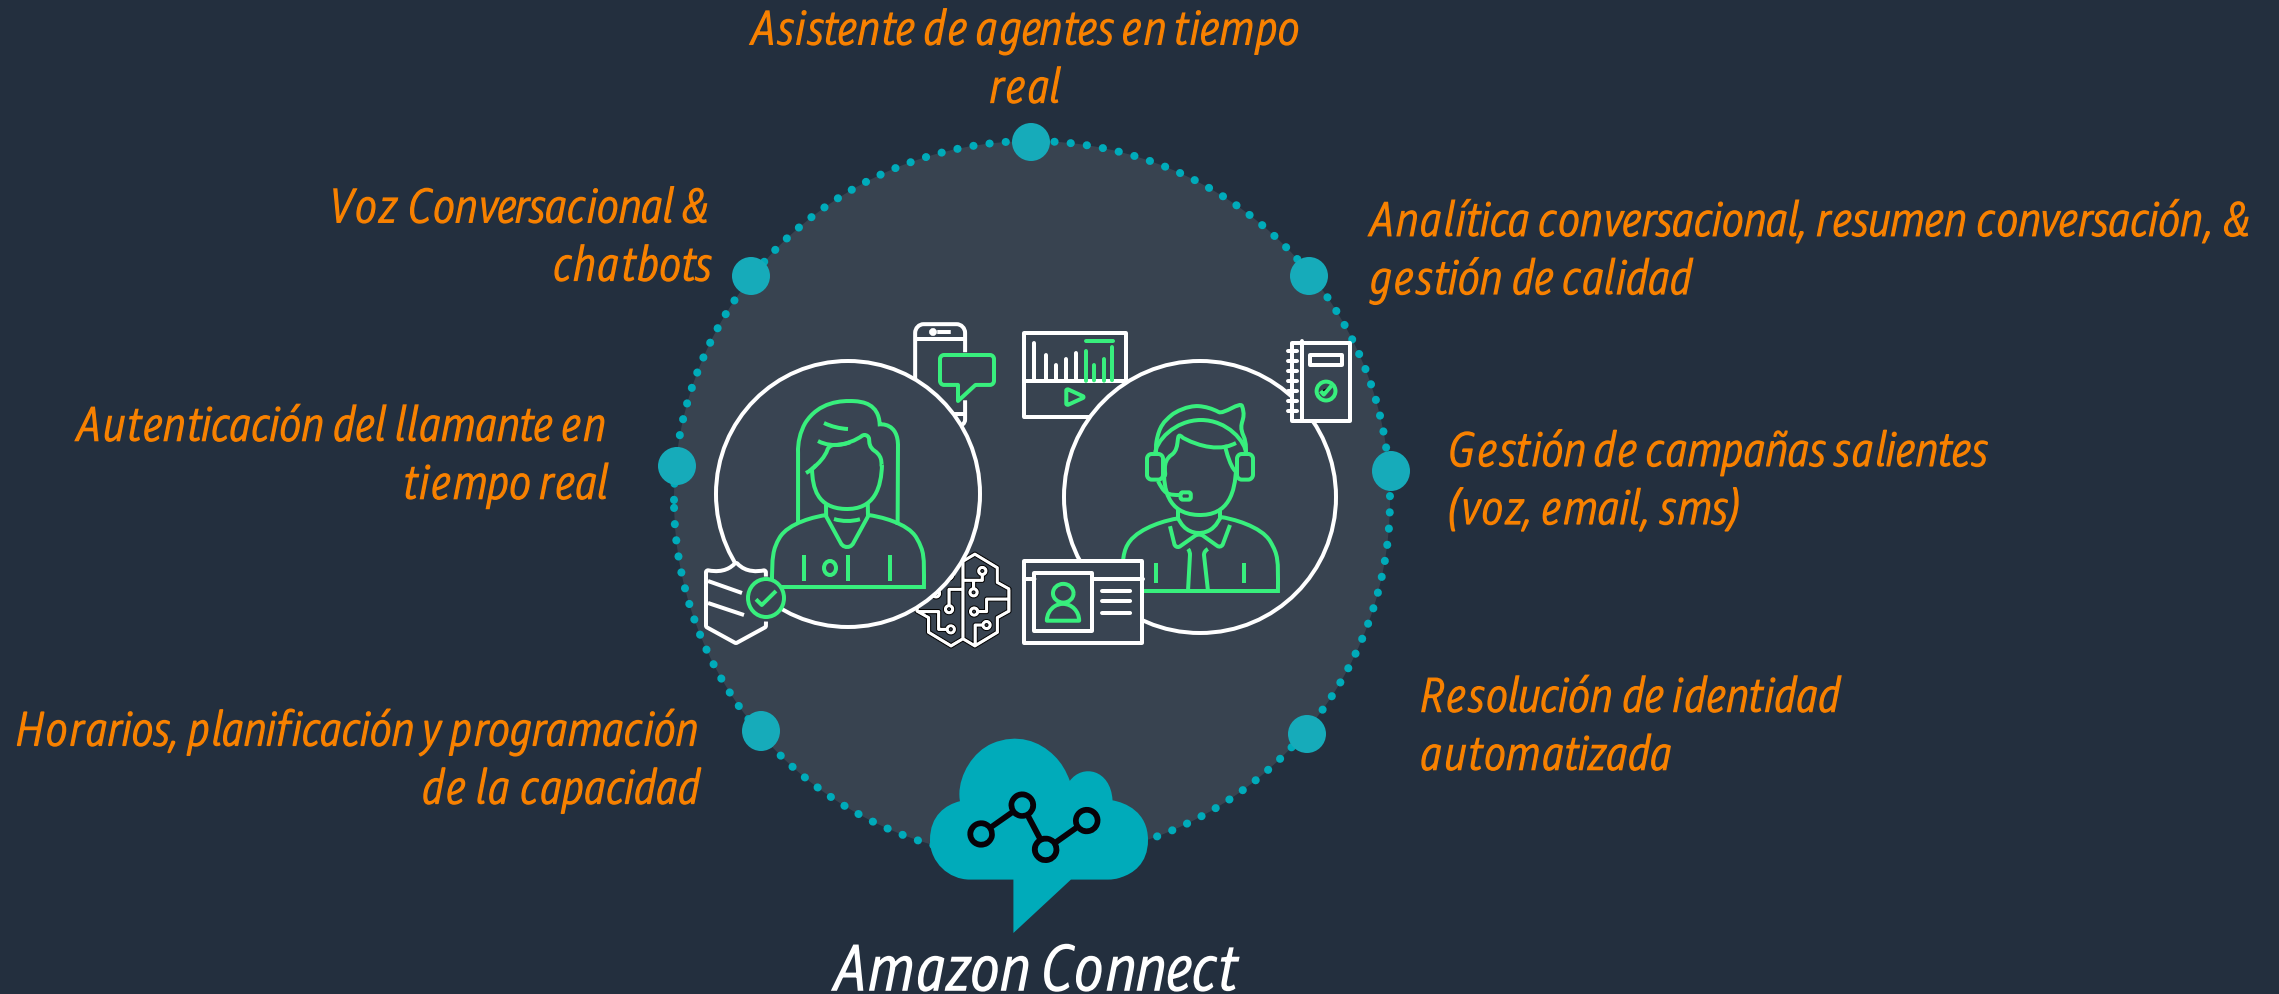 Asistente de agentes en tiempo
real
Voz Conversacional &
chatbots
Analítica conversacional, resumen conversación, &
gestión de calidad
Autenticación del llamante en
tiempo real
Gestión de campañas salientes
(voz, email, sms)
Horarios, planificación y programación
de la capacidad
Resolución de identidad
automatizada
Amazon Connect